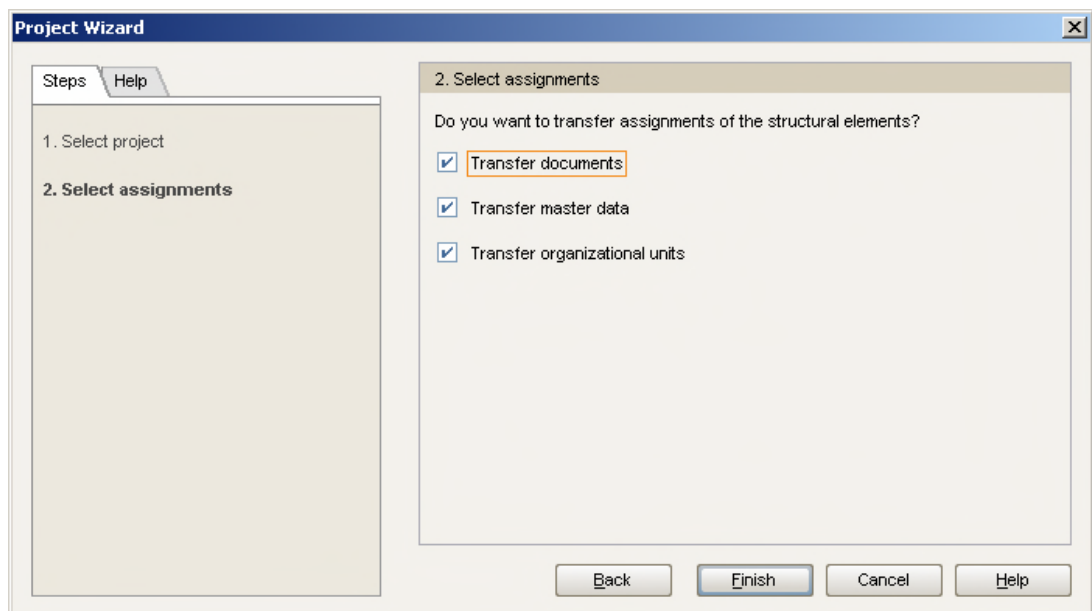 Project Wizard
Steps
Help
1. Select project
2. Select assignments
2. Select assignments
Do you want to transfer assignments of the structural elements?
Transfer documents
Transfer master data
Transfer organizational units
Back
Finish
Cancel
Help